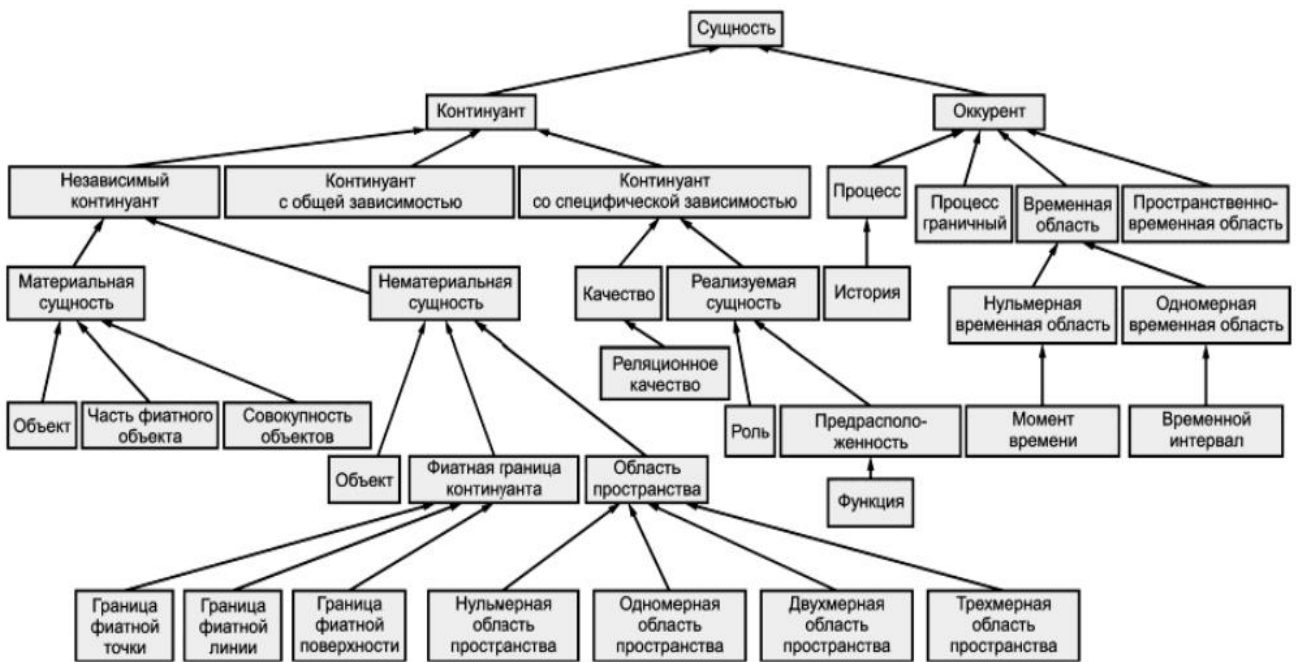 Сущность
Континуант
Оккурент
Независимый
континуант
Континуант
с общей зависимостью
Континуант
со специфической зависимостью
Процесс
Процесс
граничный
Временная
область
Пространственно-
временная область
Материальная
сущность
Нематериальная
сущность
Качество
Реализуемая
сущность
История
Нульмерная
временная область
Одномерная
временная область
Реляционное
качество
Объект
Часть фиатного
объекта
Совокупность
объектов
Роль
Предрасполо-
женность
Момент
времени
Временной
интервал
Объект
Фиатная граница
континуанта
Область
пространства
Функция
Граница
фиатной
точки
Граница
фиатной
линии
Граница
фиатной
поверхности
Нульмерная
область
пространства
Одномерная
область
пространства
Двухмерная
область
пространства
Трехмерная
область
пространства